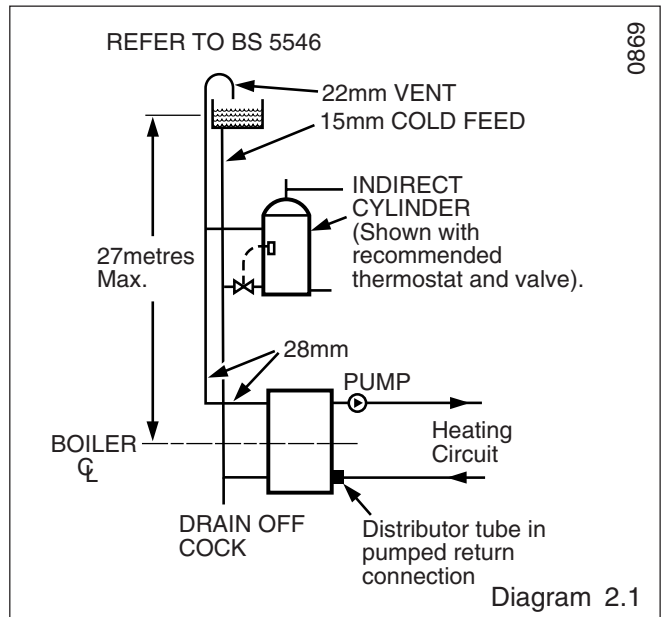 REFER TO BS 5546
0869
22mm VENT
15mm COLD FEED
INDIRECT
CYLINDER
(Shown with
recommended
thermostat and valve).
27metres
Max.
28mm
PUMP
Heating
Circuit
BOILER
℄
DRAIN OFF
COCK
Distributor tube in
pumped return
connection
Diagram 2.1